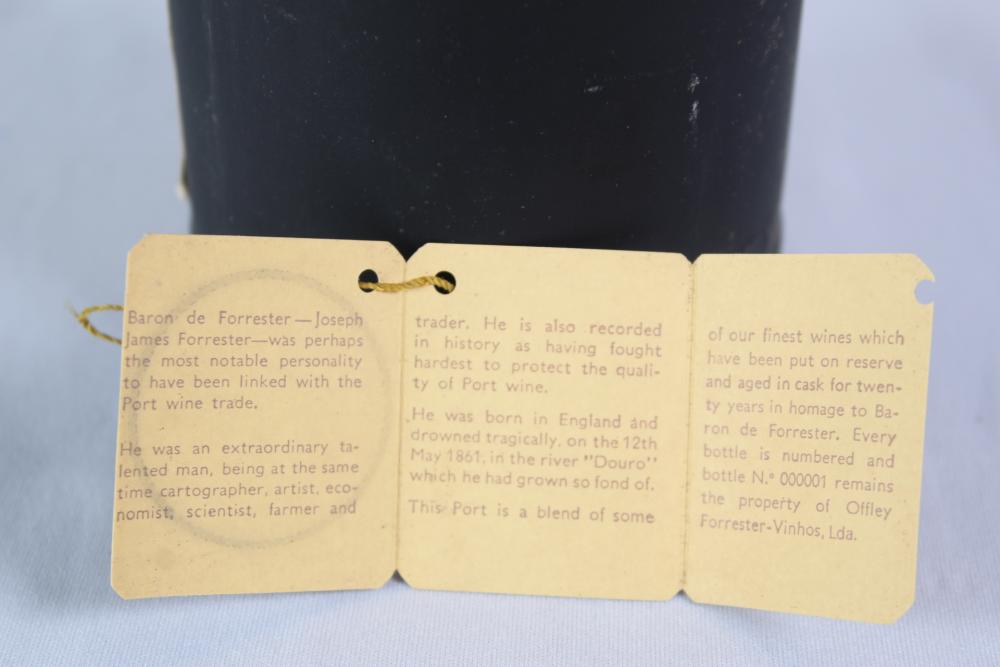 Baron de Forrester—Joseph
James Forrester—was perhaps
the most notable personality
to have been linked with the
Port wine trade.
He was an extraordinary ta-
lented man, being at the same
time cartographer, artist, eco-
nomist, scientist, farmer and
trader. He is also recorded
in history as having fought
hardest to protect the quali-
ty of Port wine.
He was born in England and
drowned tragically, on the 12th
May 1861, in the river "Douro"
which he had grown so fond of.
This Port is a blend of some
of our finest wines which
have been put on reserve
and aged in cask for twen-
ty years in homage to Ba-
ron de Forrester. Every
bottle is numbered and
bottle N.º 000001 remains
the property of Offley
Forrester-Vinhos, Lda.